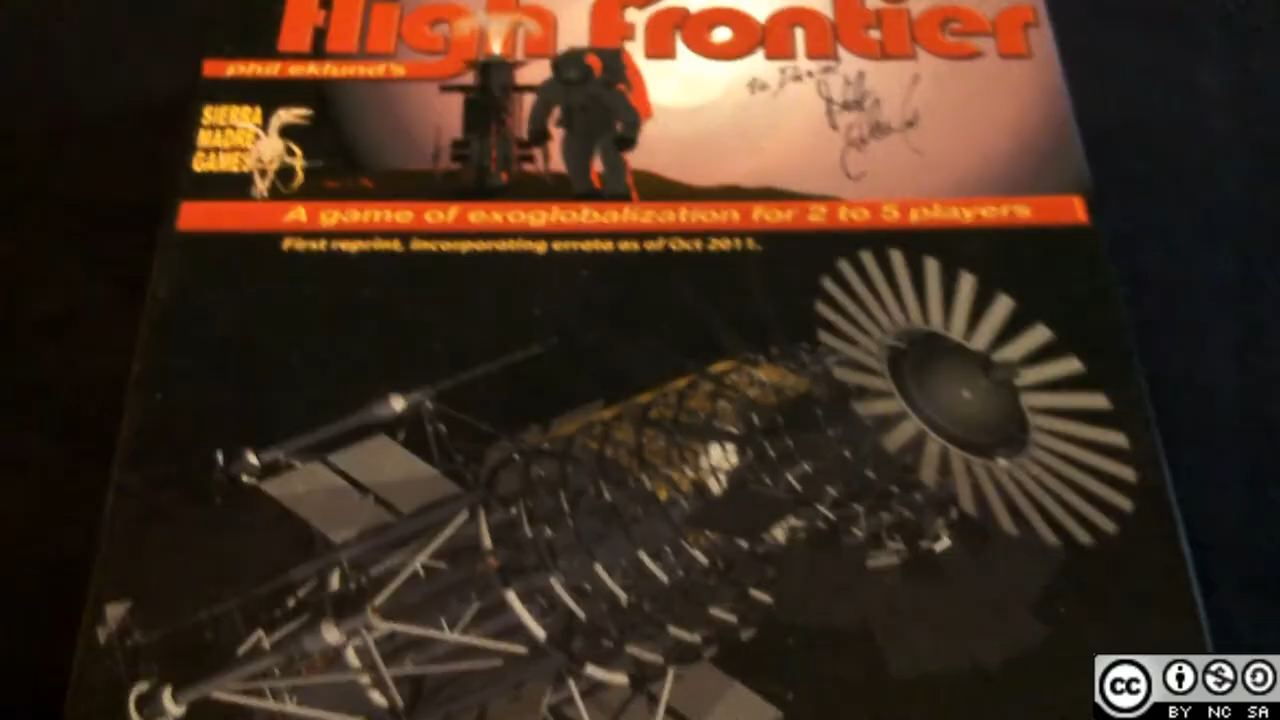 High Frontier
phil eklund's
SIERRA
MADRE
GAMES
A game of exoglobalization for 2 to 5 players
First reprint, incorporating errata as of Oct 2011.
cc
BY NC SA